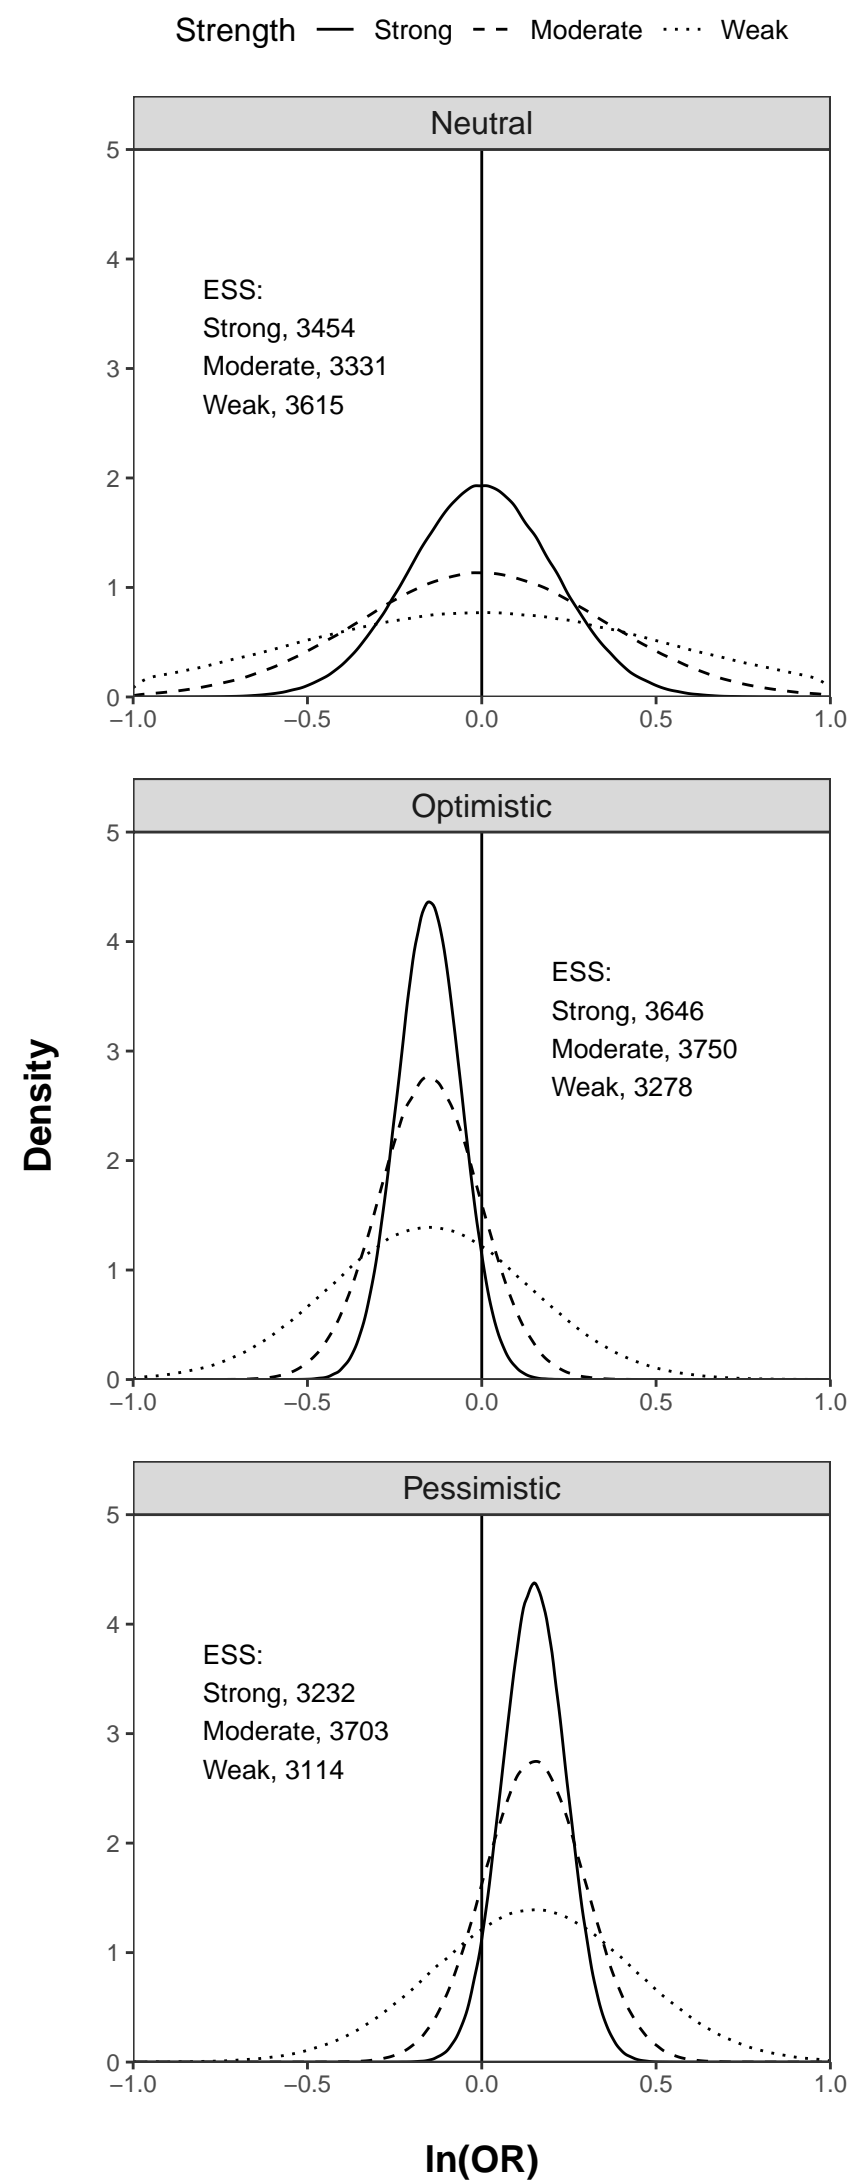 Strength Strong Moderate Weak
Neutral
5
4
3
2
1
0
ESS:
Strong, 3454
Moderate, 3331
Weak, 3615
−1.0 −0.5 0.0 0.5 1.0
Optimistic
5
4
3
2
1
0
ESS:
Strong, 3646
Moderate, 3750
Weak, 3278
−1.0 −0.5 0.0 0.5 1.0
Density
Pessimistic
5
4
3
2
1
0
ESS:
Strong, 3232
Moderate, 3703
Weak, 3114
−1.0 −0.5 0.0 0.5 1.0
ln(OR)